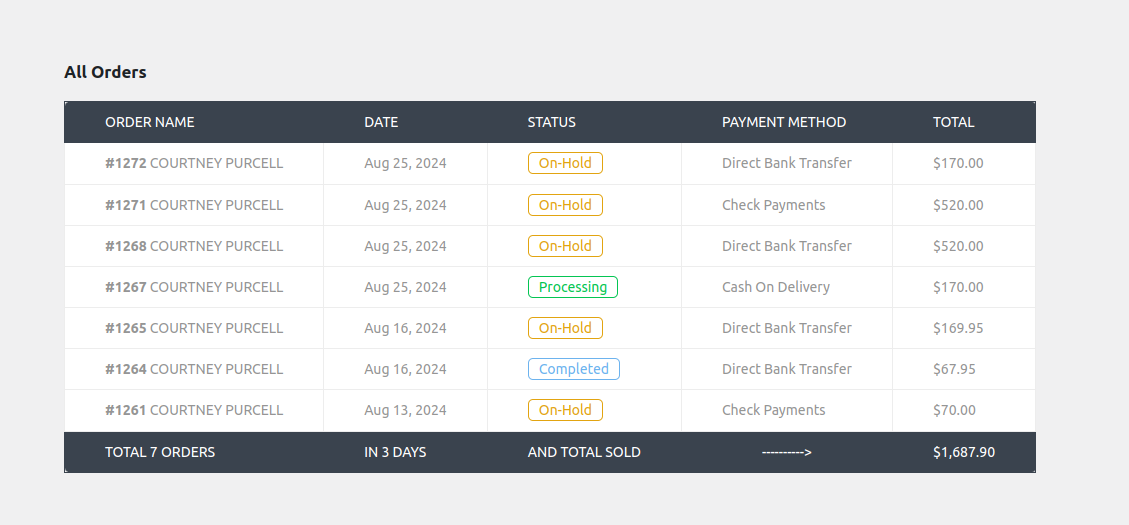 All Orders
ORDER NAME DATE STATUS PAYMENT METHOD TOTAL
#1272 COURTNEY PURCELL Aug 25, 2024 On-Hold Direct Bank Transfer $170.00
#1271 COURTNEY PURCELL Aug 25, 2024 On-Hold Check Payments $520.00
#1268 COURTNEY PURCELL Aug 25, 2024 On-Hold Direct Bank Transfer $520.00
#1267 COURTNEY PURCELL Aug 25, 2024 Processing Cash On Delivery $170.00
#1265 COURTNEY PURCELL Aug 16, 2024 On-Hold Direct Bank Transfer $169.95
#1264 COURTNEY PURCELL Aug 16, 2024 Completed Direct Bank Transfer $67.95
#1261 COURTNEY PURCELL Aug 13, 2024 On-Hold Check Payments $70.00
TOTAL 7 ORDERS IN 3 DAYS AND TOTAL SOLD ----------> $1,687.90